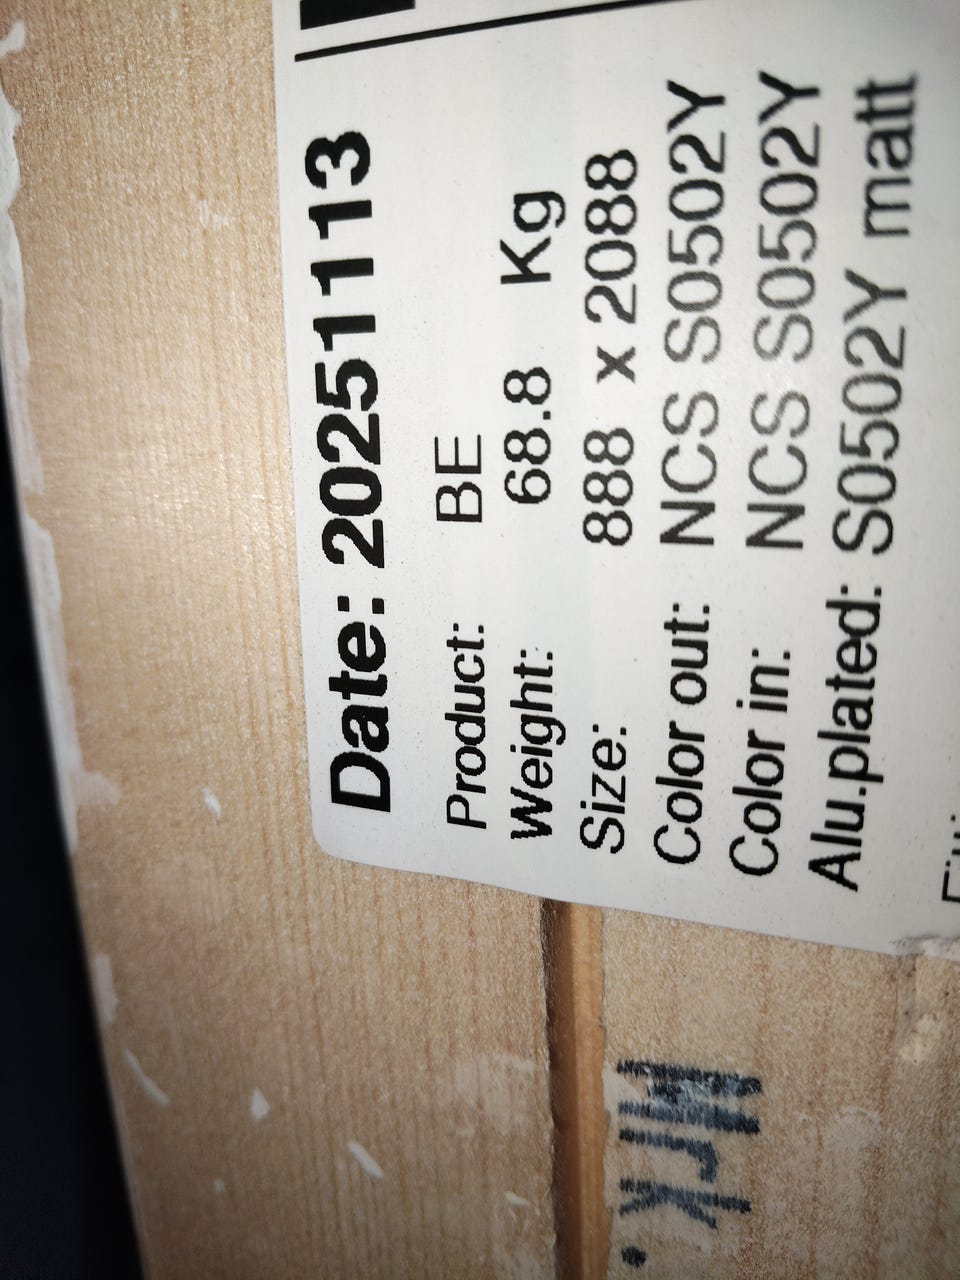 Date: 20251113
Product: BE
Weight: 68.8 Kg
Size: 888 x 2088
Color out: NCS S0502Y
Color in: NCS S0502Y
Alu.plated: S0502Y matt
Mrk.